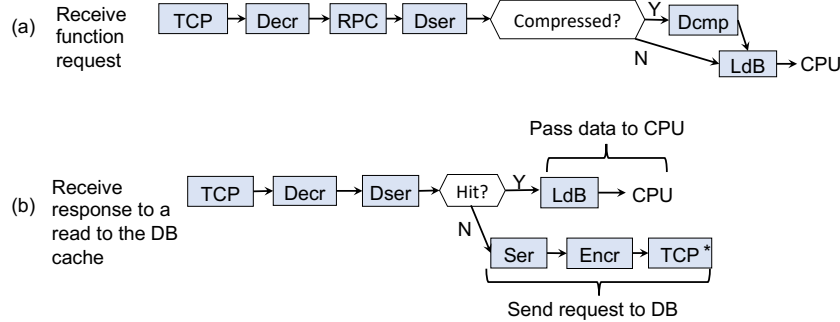 (a)
Receive
function
request
TCP
Decr
RPC
Dser
Compressed?
Y
Dcmp
N
LdB
CPU
(b)
Receive
response to a
read to the DB
cache
TCP
Decr
Dser
Hit?
Y
Pass data to CPU
LdB
CPU
N
Ser
Encr
TCP*
Send request to DB